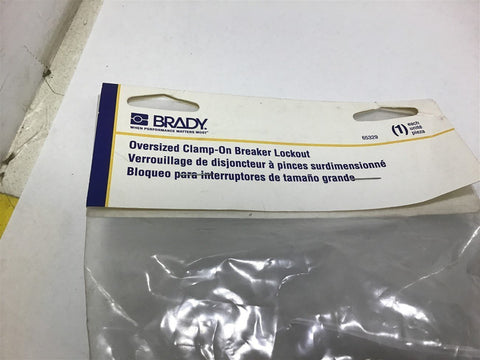 BRADY
WHEN PERFORMANCE MATTERS MOST
65329
(1) each
unité
pieza
Oversized Clamp-On Breaker Lockout
Verrouillage de disjoncteur à pinces surdimensionné
Bloqueo para Interruptores de tamaño grande